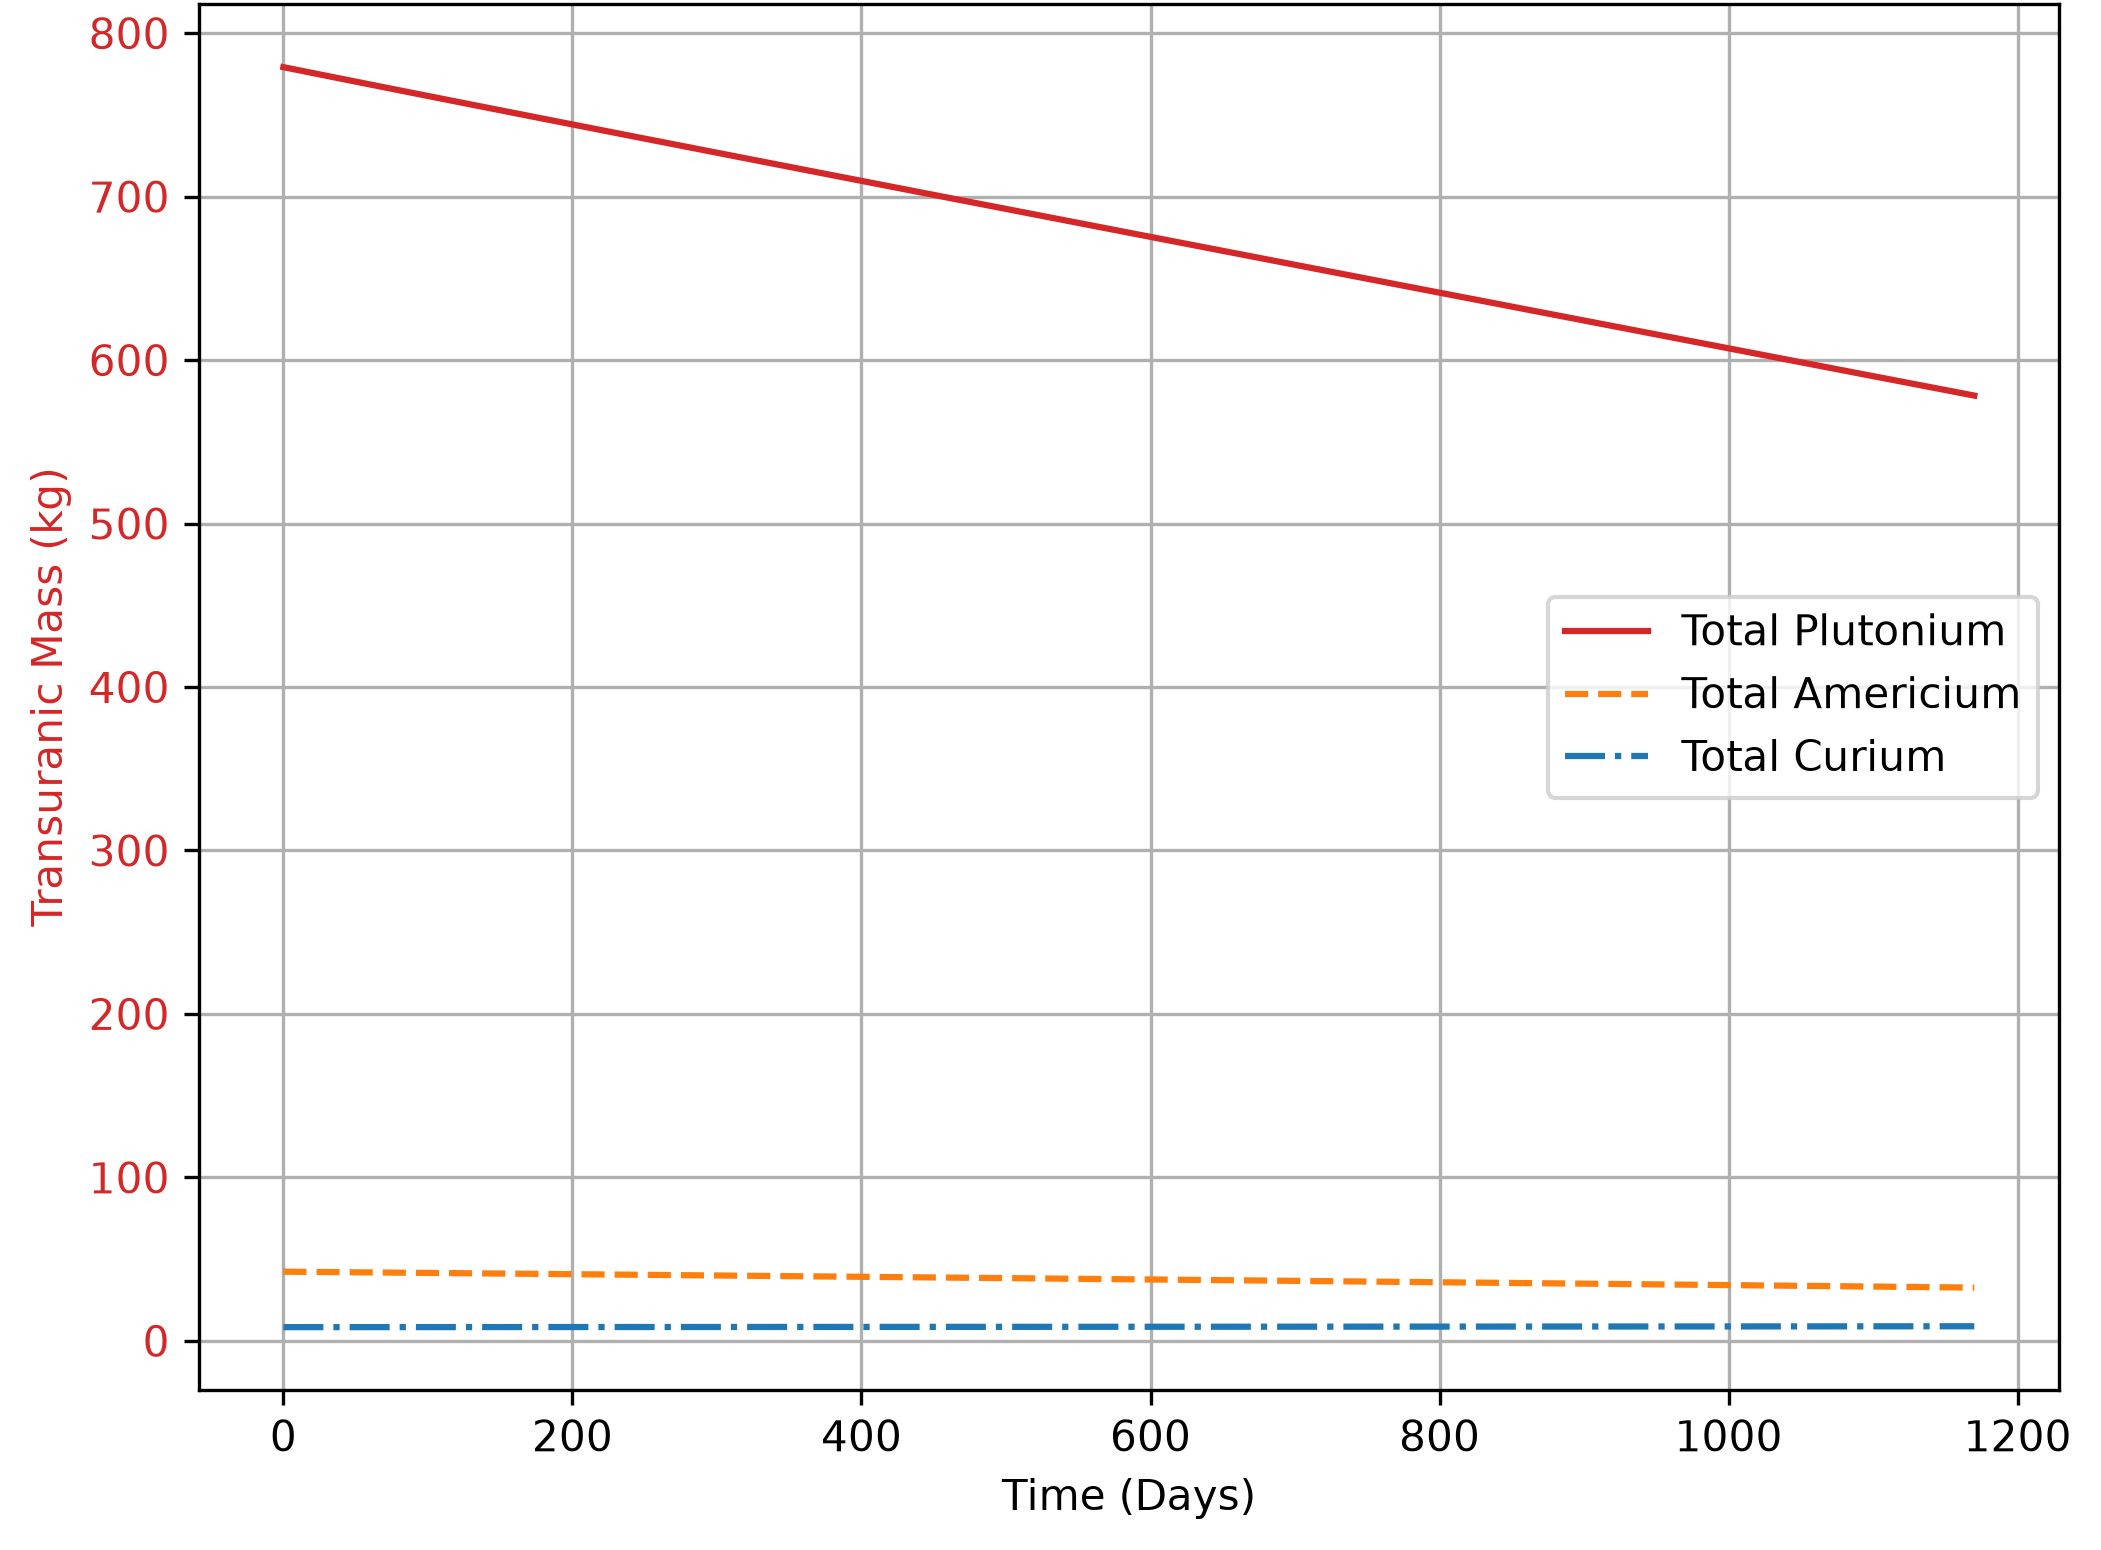 800
700
600
500
400
300
200
100
0
Transuranic Mass (kg)
Total Plutonium
Total Americium
Total Curium
0 200 400 600 800 1000 1200
Time (Days)